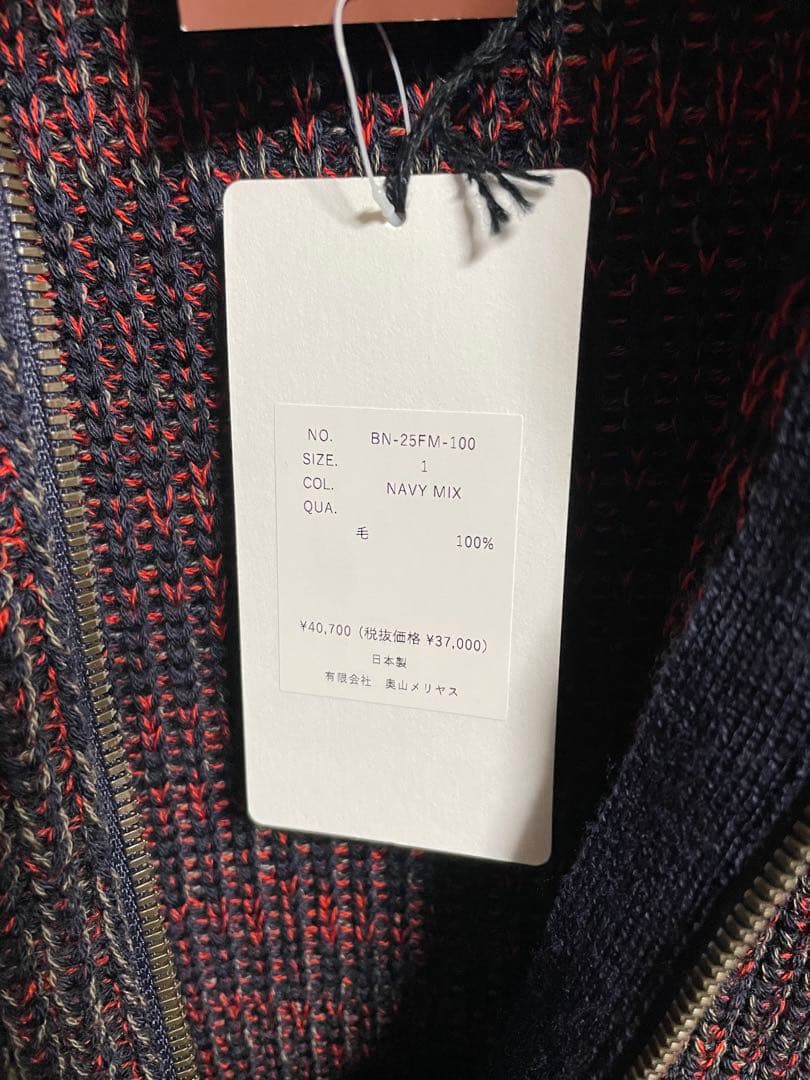 NO. BN-25FM-100
SIZE. 1
COL. NAVY MIX
QUA.
毛 100%
¥40,700 (税抜価格 ¥37,000)
日本製
有限会社 奥山メリヤス